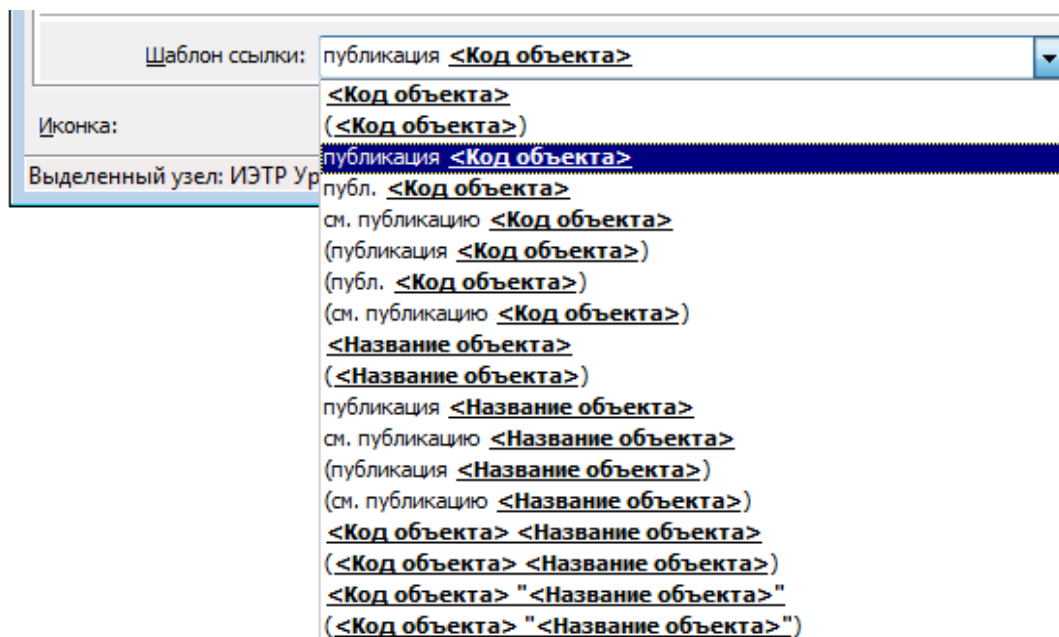 Шаблон ссылки: публикация <Код объекта>
<Код объекта>
Иконка: (<Код объекта>)
публикация <Код объекта>
Выделенный узел: ИЭТР Ур
публ. <Код объекта>
см. публикацию <Код объекта>
(публикация <Код объекта>)
(публ. <Код объекта>)
(см. публикацию <Код объекта>)
<Название объекта>
(<Название объекта>)
публикация <Название объекта>
см. публикацию <Название объекта>
(публикация <Название объекта>)
(см. публикацию <Название объекта>)
<Код объекта> <Название объекта>
(<Код объекта> <Название объекта>)
<Код объекта> "<Название объекта>"
(<Код объекта> "<Название объекта>")